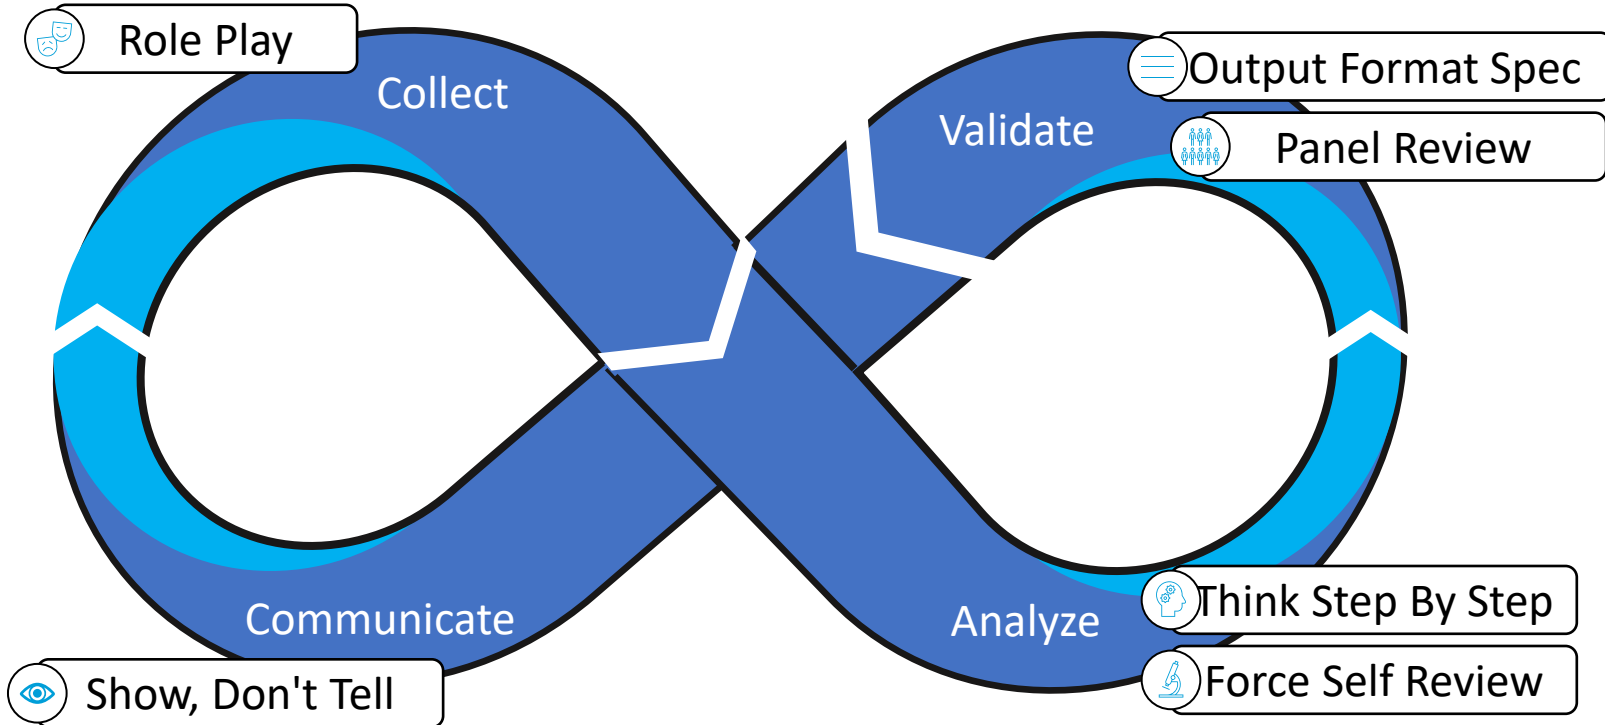 Role Play
Collect
Output Format Spec
Validate
Panel Review
Think Step By Step
Communicate
Analyze
Show, Don't Tell
Force Self Review